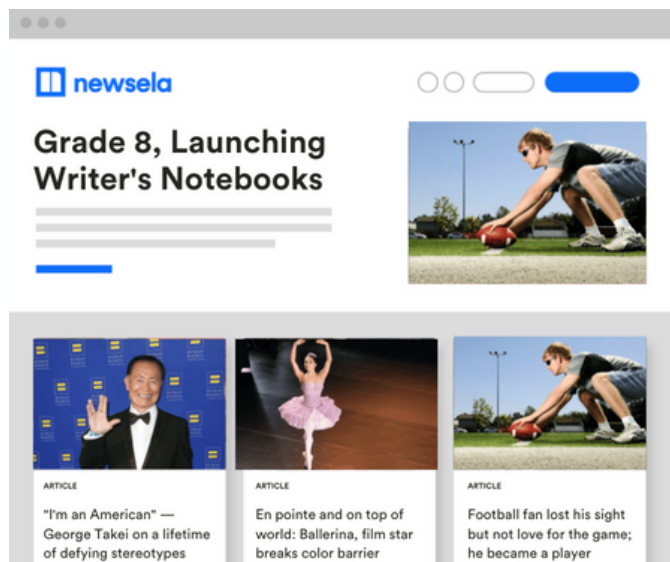 newsela
Grade 8, Launching
Writer's Notebooks
ARTICLE
"I'm an American" —
George Takei on a lifetime
of defying stereotypes
ARTICLE
En pointe and on top of
world: Ballerina, film star
breaks color barrier
ARTICLE
Football fan lost his sight
but not love for the game;
he became a player